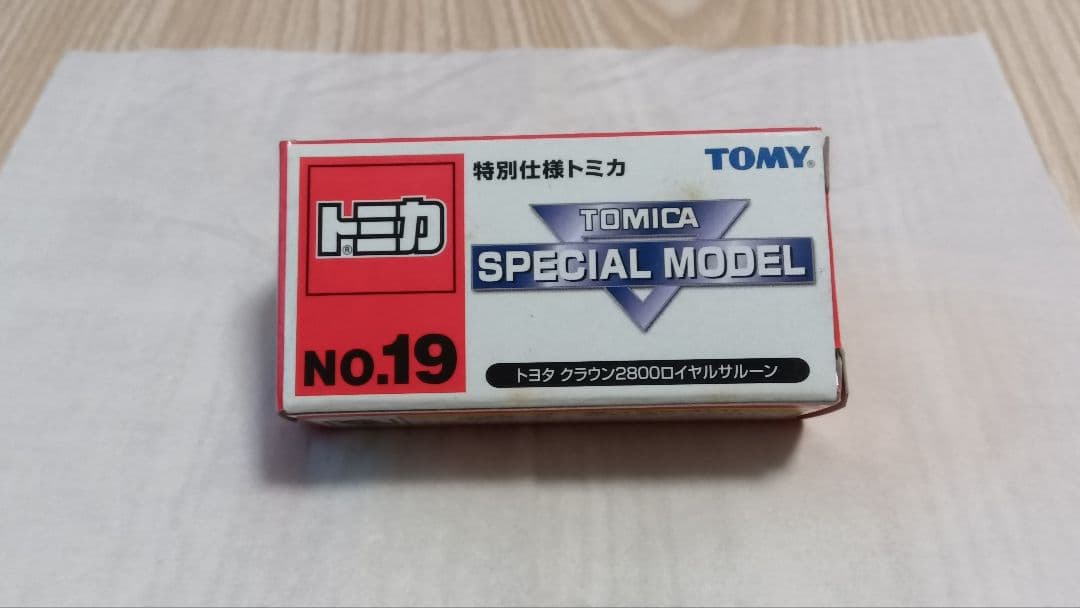 トミカ®
NO.19
特別仕様トミカ
TOMY®
TOMICA
SPECIAL MODEL
トヨタ クラウン2800ロイヤルサルーン